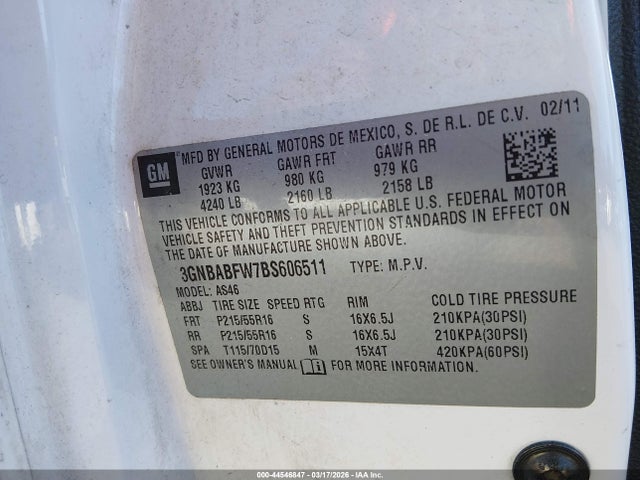 GM
MFD BY GENERAL MOTORS DE MEXICO, S. DE R.L. DE C.V. 02/11
GVWR GAWR FRT GAWR RR
1923 KG 980 KG 979 KG
4240 LB 2160 LB 2158 LB
THIS VEHICLE CONFORMS TO ALL APPLICABLE U.S. FEDERAL MOTOR
VEHICLE SAFETY AND THEFT PREVENTION STANDARDS IN EFFECT ON
THE DATE OF MANUFACTURE SHOWN ABOVE.
3GNBABFW7BS606511 TYPE: M.P.V.
MODEL: AS46
ABBJ TIRE SIZE SPEED RTG RIM COLD TIRE PRESSURE
FRT P215/55R16 S 16X6.5J 210KPA(30PSI)
RR P215/55R16 S 16X6.5J 210KPA(30PSI)
SPA T115/70D15 M 15X4T 420KPA(60PSI)
SEE OWNER'S MANUAL FOR MORE INFORMATION.
000-44546847 - 03/17/2026 - IAA Inc.